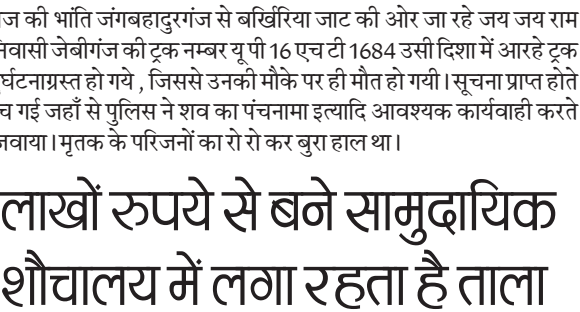 ज की भांति जंगबहादुरगंज से बर्खिरिया जाट की ओर जा रहे जय जय राम
निवासी जेबीगंज की ट्रक नम्बर यू पी 16 एच टी 1684 उसी दिशा में आरहे ट्रक
र्घटनाग्रस्त हो गये , जिससे उनकी मौके पर ही मौत हो गयी । सूचना प्राप्त होते
च गई जहाँ से पुलिस ने शव का पंचनामा इत्यादि आवश्यक कार्यवाही करते
जवाया । मृतक के परिजनों का रो रो कर बुरा हाल था ।
लाखों रुपये से बने सामुदायिक
शौचालय में लगा रहता है ताला